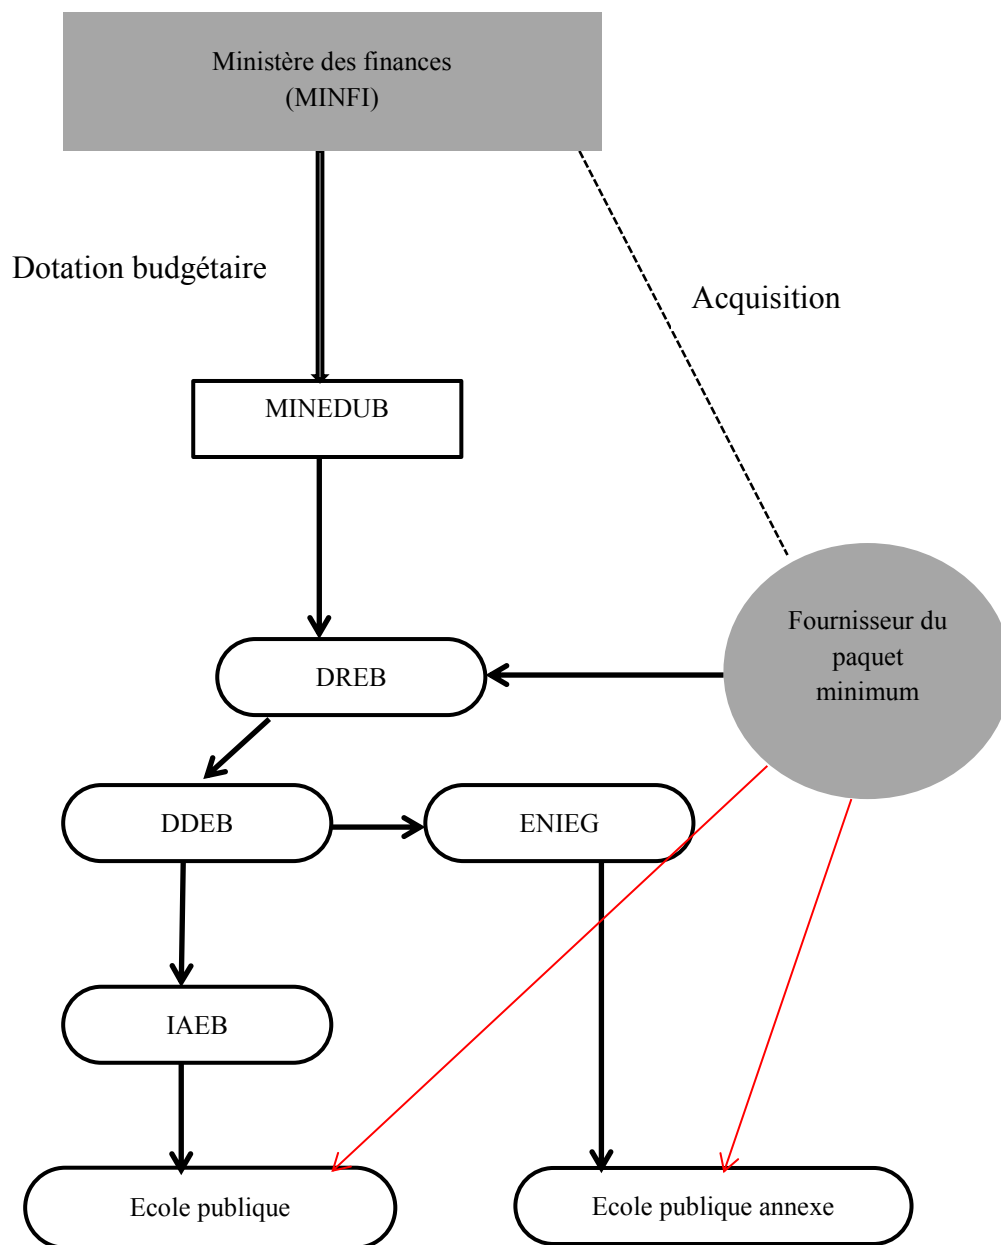 Ministère des finances
(MINFI)
Dotation budgétaire
Acquisition
MINEDUB
Fournisseur du
paquet
minimum
DREB
DDEB
ENIEG
IAEB
Ecole publique
Ecole publique annexe